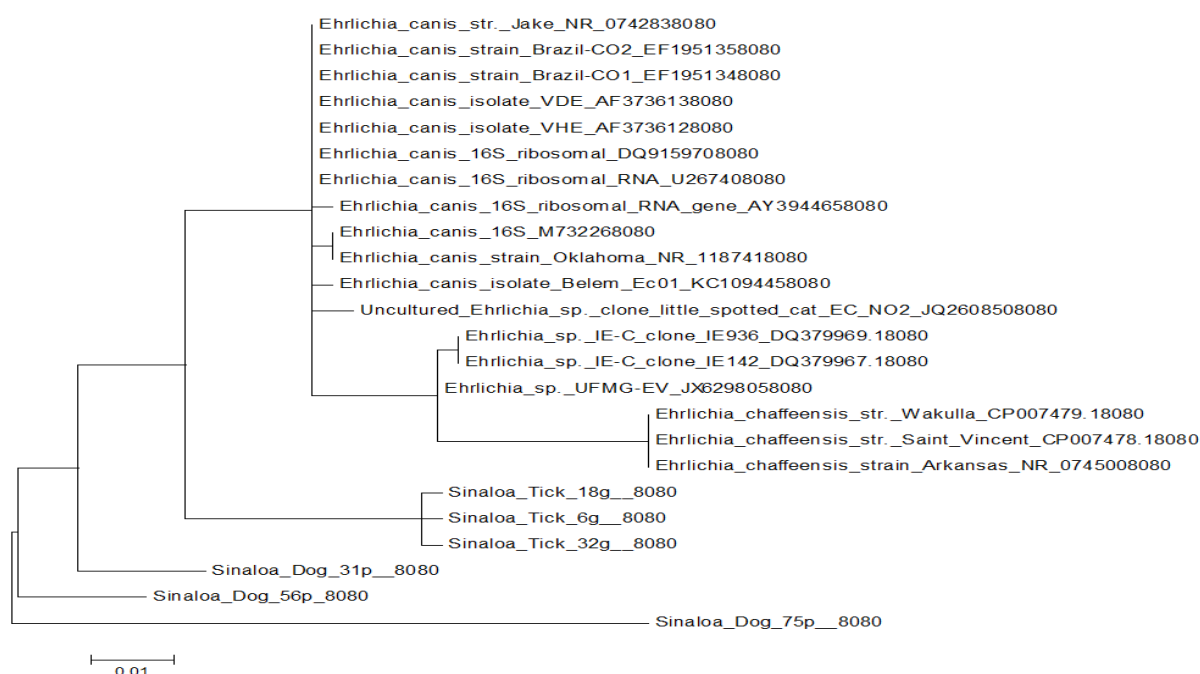 Ehrlichia_canis_str._Jake_NR_0742838080
Ehrlichia_canis_strain_Brazil-CO2_EF1951358080
Ehrlichia_canis_strain_Brazil-CO1_EF1951348080
Ehrlichia_canis_isolate_VDE_AF3736138080
Ehrlichia_canis_isolate_VHE_AF3736128080
Ehrlichia_canis_16S_ribosomal_DQ9159708080
Ehrlichia_canis_16S_ribosomal_RNA_U267408080
Ehrlichia_canis_16S_ribosomal_RNA_gene_AY3944658080
Ehrlichia_canis_16S_M732268080
Ehrlichia_canis_strain_Oklahoma_NR_1187418080
Ehrlichia_canis_isolate_Belem_Ec01_KC1094458080
Uncultured_Ehrlichia_sp._clone_little_spotted_cat_EC_NO2_JQ2608508080
Ehrlichia_sp._IE-C_clone_IE936_DQ379969.18080
Ehrlichia_sp._IE-C_clone_IE142_DQ379967.18080
Ehrlichia_sp._UFMG-EV_JX6298058080
Ehrlichia_chaffeensis_str._Wakulla_CP007479.18080
Ehrlichia_chaffeensis_str._Saint_Vincent_CP007478.18080
Ehrlichia_chaffeensis_strain_Arkansas_NR_0745008080
Sinaloa_Tick_18g__8080
Sinaloa_Tick_6g__8080
Sinaloa_Tick_32g__8080
Sinaloa_Dog_31p__8080
Sinaloa_Dog_56p_8080
Sinaloa_Dog_75p__8080
0.01